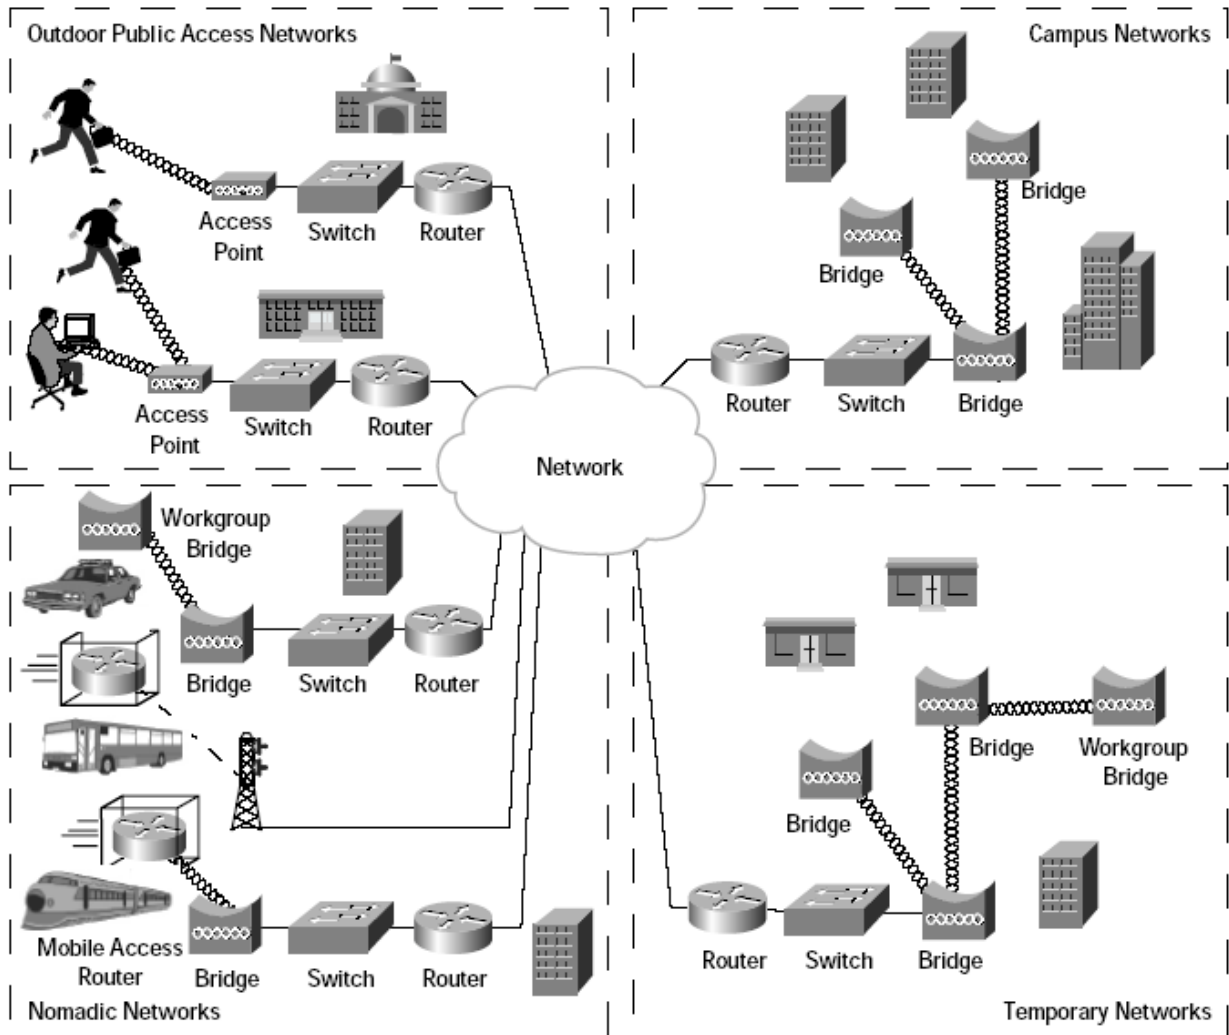 Outdoor Public Access Networks
Access
Point
Switch
Router
Access
Point
Switch
Router
Campus Networks
Bridge
Bridge
Router
Switch
Bridge
Network
Workgroup
Bridge
Bridge
Switch
Router
Mobile Access
Router
Bridge
Switch
Router
Nomadic Networks
Bridge
Workgroup
Bridge
Bridge
Router
Switch
Bridge
Temporary Networks